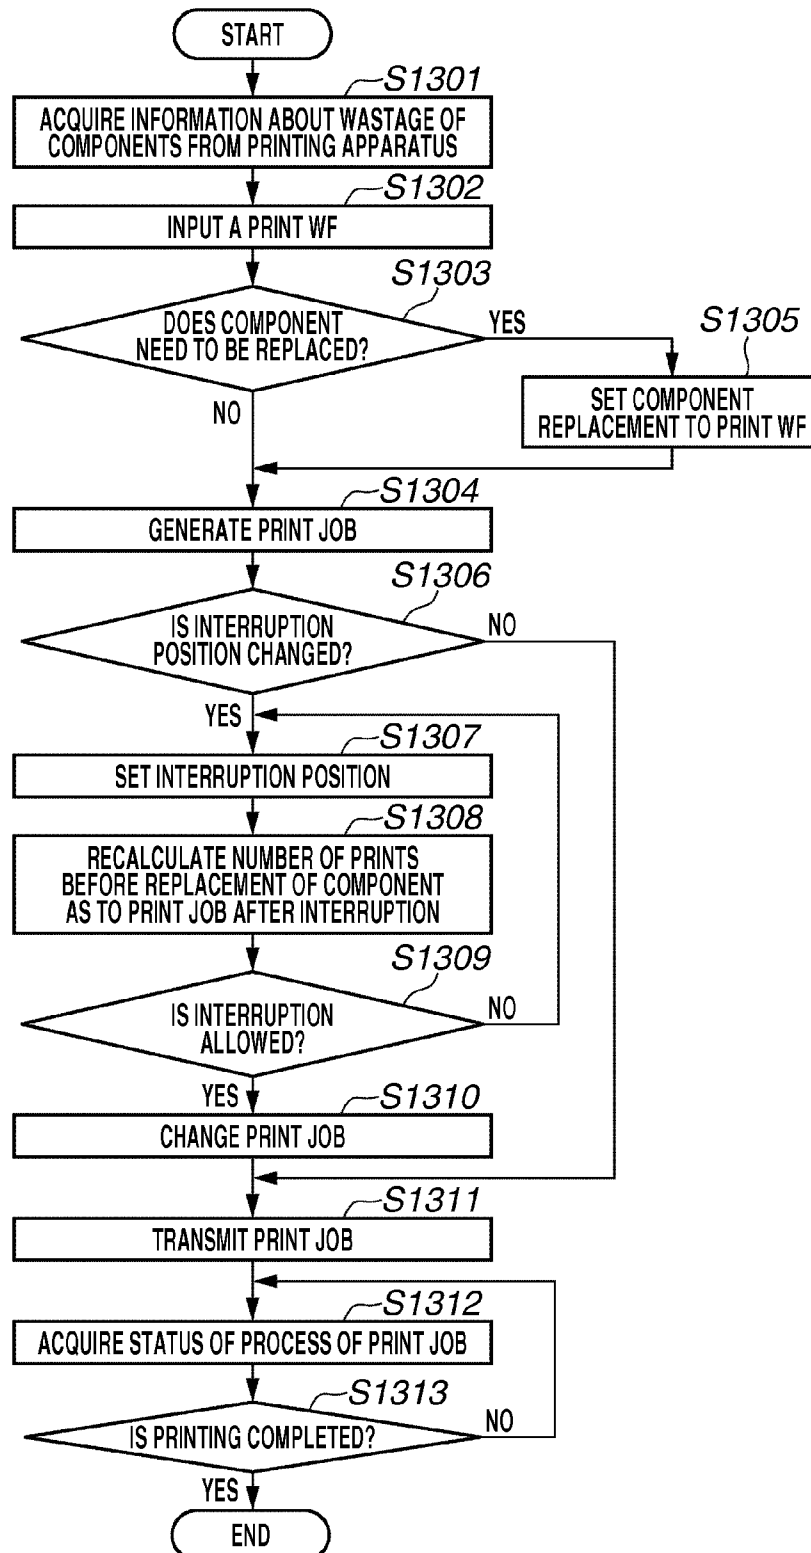 START
S1301
ACQUIRE INFORMATION ABOUT WASTAGE OF
COMPONENTS FROM PRINTING APPARATUS
S1302
INPUT A PRINT WF
S1303
DOES COMPONENT
NEED TO BE REPLACED?
YES
NO
S1305
SET COMPONENT
REPLACEMENT TO PRINT WF
S1304
GENERATE PRINT JOB
S1306
IS INTERRUPTION
POSITION CHANGED?
NO
YES
S1307
SET INTERRUPTION POSITION
S1308
RECALCULATE NUMBER OF PRINTS
BEFORE REPLACEMENT OF COMPONENT
AS TO PRINT JOB AFTER INTERRUPTION
S1309
IS INTERRUPTION
ALLOWED?
NO
YES
S1310
CHANGE PRINT JOB
S1311
TRANSMIT PRINT JOB
S1312
ACQUIRE STATUS OF PROCESS OF PRINT JOB
S1313
IS PRINTING COMPLETED?
NO
YES
END